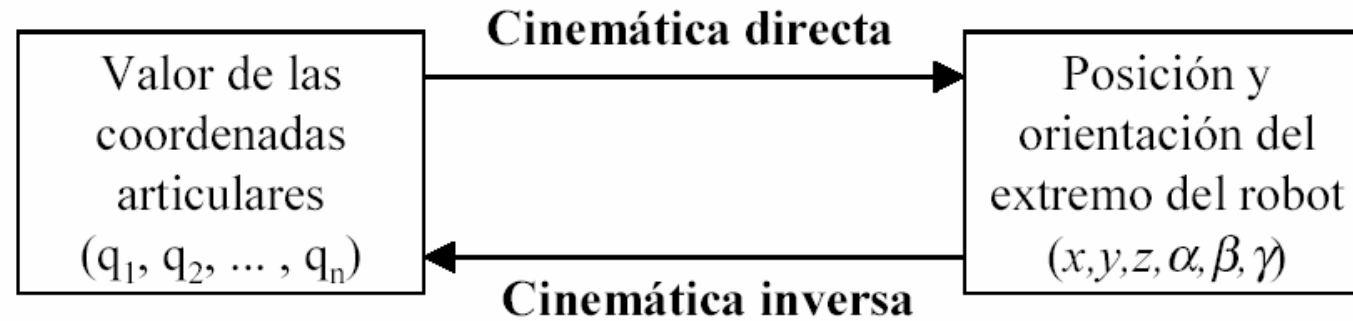 Cinemática directa
Valor de las
coordenadas
articulares
(q₁, q₂, ... , qₙ)
Posición y
orientación del
extremo del robot
(x,y,z,α,β,γ)
Cinemática inversa